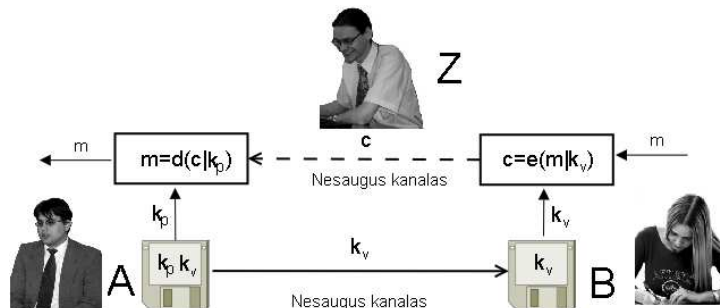 Z
c
m
m=d(c|kp)
c=e(m|kv)
m
Nesaugus kanalas
kp
kv
A
kp kv
kv
kv
B
Nesaugus kanalas